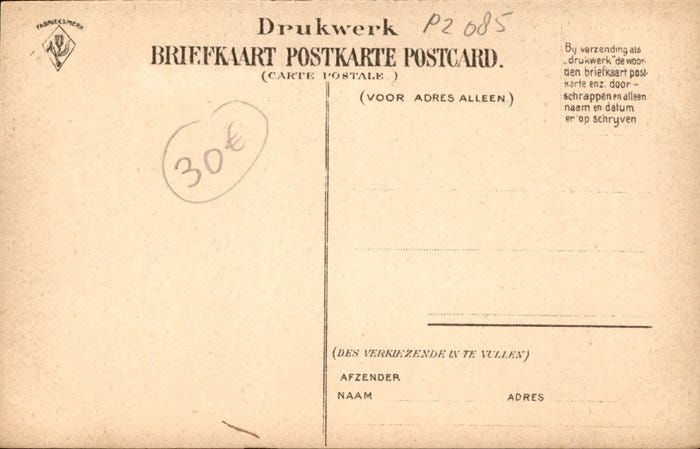 FABRIEKSMERK
Drukwerk
P2 085
BRIEFKAART POSTKARTE POSTCARD.
(CARTE POSTALE.)
(VOOR ADRES ALLEEN.)
Bij verzending als
„drukwerk" de woor-
den briefkaart post-
karte enz. door-
schrappen en alleen
naam en datum
er op schryven
30€
(DES VERKIEZENDE IN TE VULLEN)
AFZENDER
NAAM ADRES